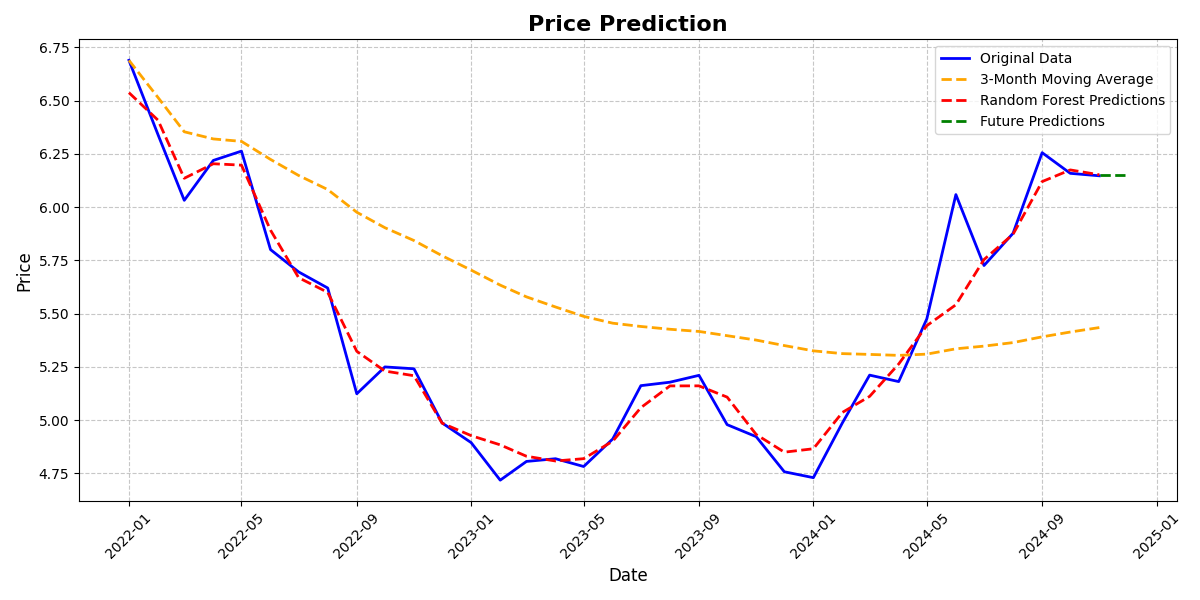 Price Prediction
Original Data
3-Month Moving Average
Random Forest Predictions
Future Predictions
Price
6.75
6.50
6.25
6.00
5.75
5.50
5.25
5.00
4.75
2022-01
2022-05
2022-09
2023-01
2023-05
2023-09
2024-01
2024-05
2024-09
2025-01
Date